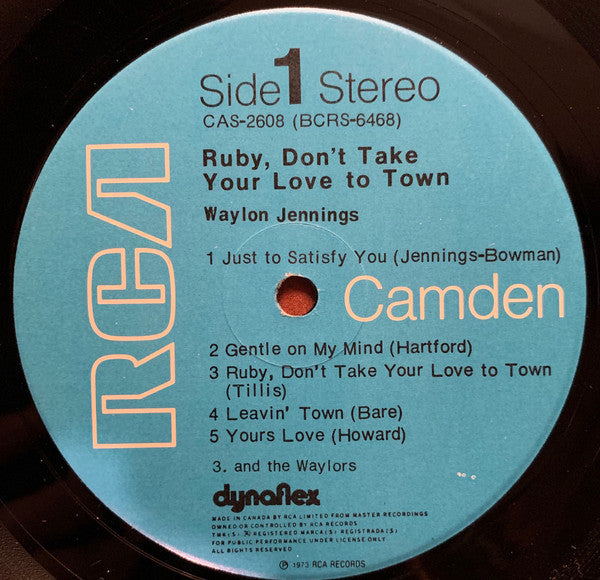 Side 1 Stereo
CAS-2608 (BCRS-6468)
Ruby, Don't Take
Your Love to Town
Waylon Jennings
1 Just to Satisfy You (Jennings-Bowman)
RCA
Camden
2 Gentle on My Mind (Hartford)
3 Ruby, Don't Take Your Love to Town
(Tillis)
4 Leavin' Town (Bare)
5 Yours Love (Howard)
3. and the Waylors
dynaflex
MADE IN CANADA BY RCA LIMITED FROM MASTER RECORDINGS
OWNED OR CONTROLLED BY RCA RECORDS
TMK(S) ® REGISTERED MARCA(S) REGISTRADA(S)
FOR PUBLIC PERFORMANCE UNDER LICENSE ONLY
ALL RIGHTS RESERVED
℗ 1973 RCA RECORDS